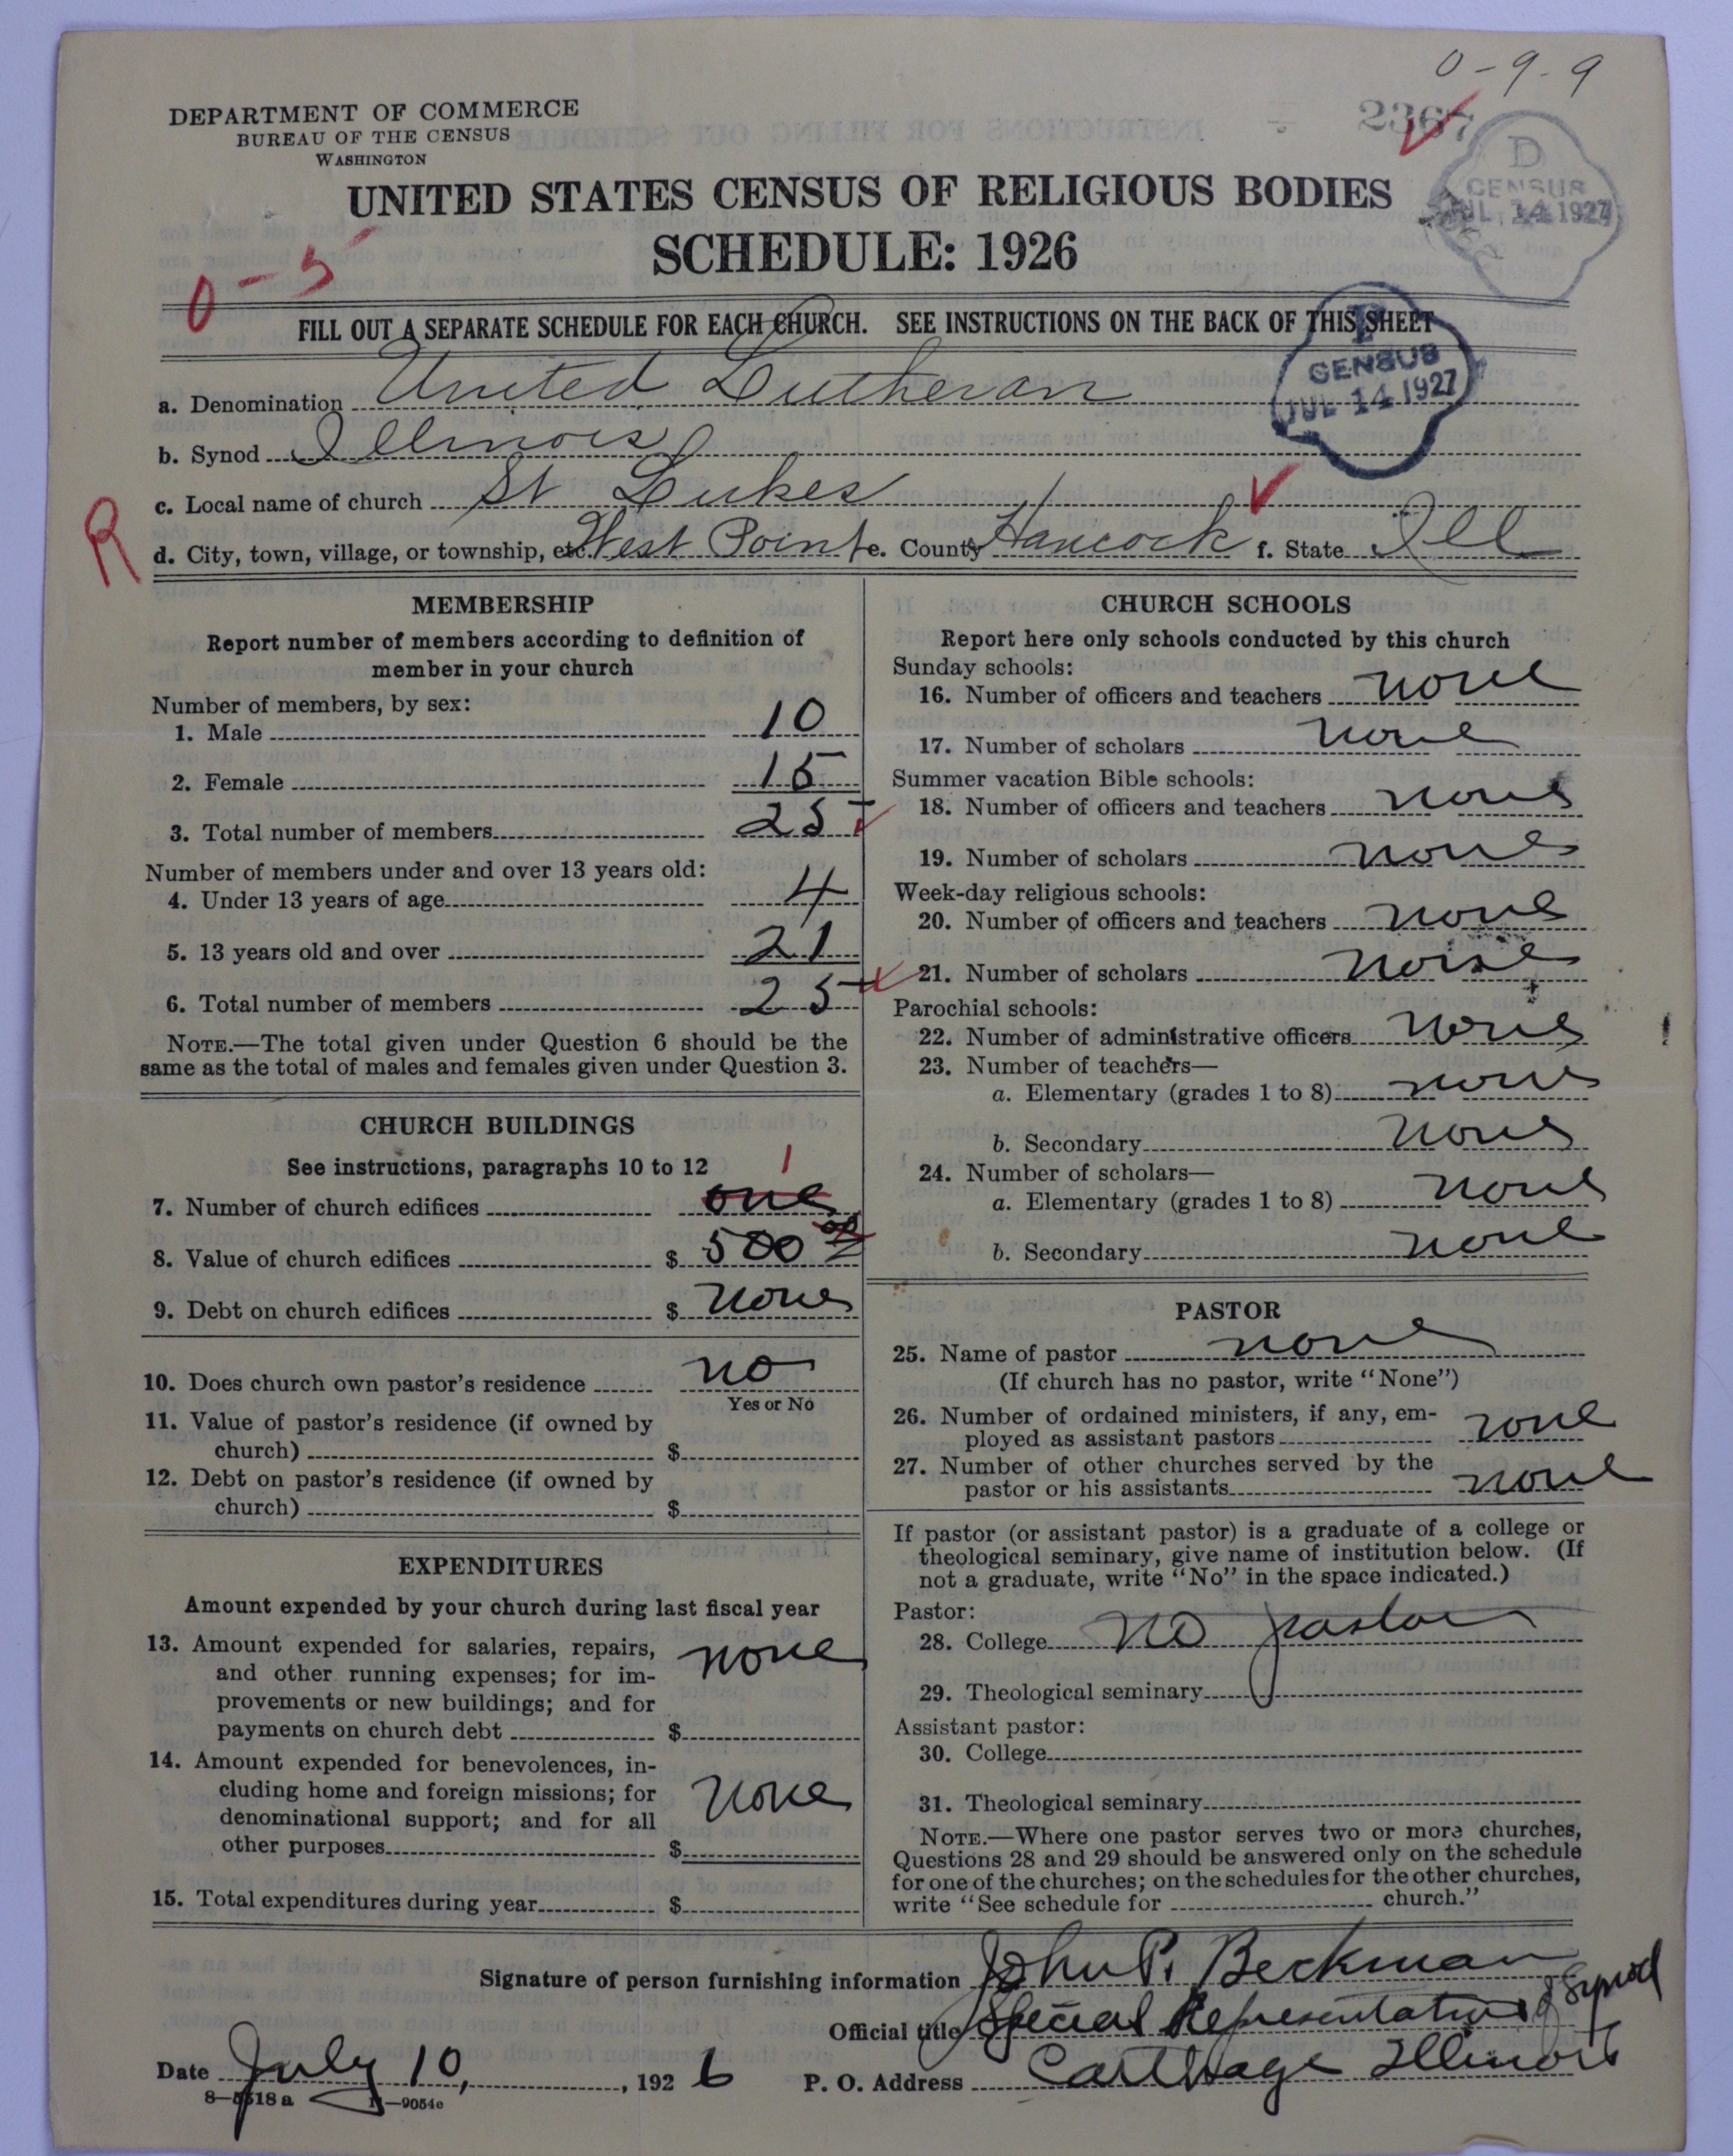 0-9-9
DEPARTMENT OF COMMERCE
BUREAU OF THE CENSUS
WASHINGTON
2367
D
CENSUS
JUL 14 1927
UNITED STATES CENSUS OF RELIGIOUS BODIES
SCHEDULE: 1926
0-5
FILL OUT A SEPARATE SCHEDULE FOR EACH CHURCH. SEE INSTRUCTIONS ON THE BACK OF THIS SHEET
CENSUS
JUL 14 1927
a. Denomination United Lutheran
b. Synod Illinois
c. Local name of church St Lukes
R
d. City, town, village, or township, etc. West Point e. County Hancock f. State Ill
MEMBERSHIP
Report number of members according to definition of
member in your church
Number of members, by sex:
1. Male 10
2. Female 15
3. Total number of members 25
Number of members under and over 13 years old:
4. Under 13 years of age 4
5. 13 years old and over 21
6. Total number of members 25
NOTE.—The total given under Question 6 should be the
same as the total of males and females given under Question 3.
CHURCH BUILDINGS
See instructions, paragraphs 10 to 12
1
7. Number of church edifices one
8. Value of church edifices $ 500 00
9. Debt on church edifices $ none
10. Does church own pastor's residence no
Yes or No
11. Value of pastor's residence (if owned by
church) $
12. Debt on pastor's residence (if owned by
church) $
EXPENDITURES
Amount expended by your church during last fiscal year
13. Amount expended for salaries, repairs, none
and other running expenses; for im-
provements or new buildings; and for
payments on church debt $
14. Amount expended for benevolences, in-
cluding home and foreign missions; for none
denominational support; and for all
other purposes $
15. Total expenditures during year $
CHURCH SCHOOLS
Report here only schools conducted by this church
Sunday schools:
16. Number of officers and teachers none
17. Number of scholars none
Summer vacation Bible schools:
18. Number of officers and teachers none
19. Number of scholars none
Week-day religious schools:
20. Number of officers and teachers none
21. Number of scholars none
Parochial schools:
22. Number of administrative officers none
23. Number of teachers—
a. Elementary (grades 1 to 8) none
b. Secondary none
24. Number of scholars—
a. Elementary (grades 1 to 8) none
b. Secondary none
PASTOR
25. Name of pastor none
(If church has no pastor, write "None")
26. Number of ordained ministers, if any, em-
ployed as assistant pastors none
27. Number of other churches served by the
pastor or his assistants none
If pastor (or assistant pastor) is a graduate of a college or
theological seminary, give name of institution below. (If
not a graduate, write "No" in the space indicated.)
Pastor:
28. College no pastor
29. Theological seminary
Assistant pastor:
30. College
31. Theological seminary
NOTE.—Where one pastor serves two or more churches,
Questions 28 and 29 should be answered only on the schedule
for one of the churches; on the schedules for the other churches,
write "See schedule for church."
Signature of person furnishing information John P. Beckman
Official title Special Representative of Synod
Date July 10, 1926 P. O. Address Carthage Illinois
8-5518a 11-9054c